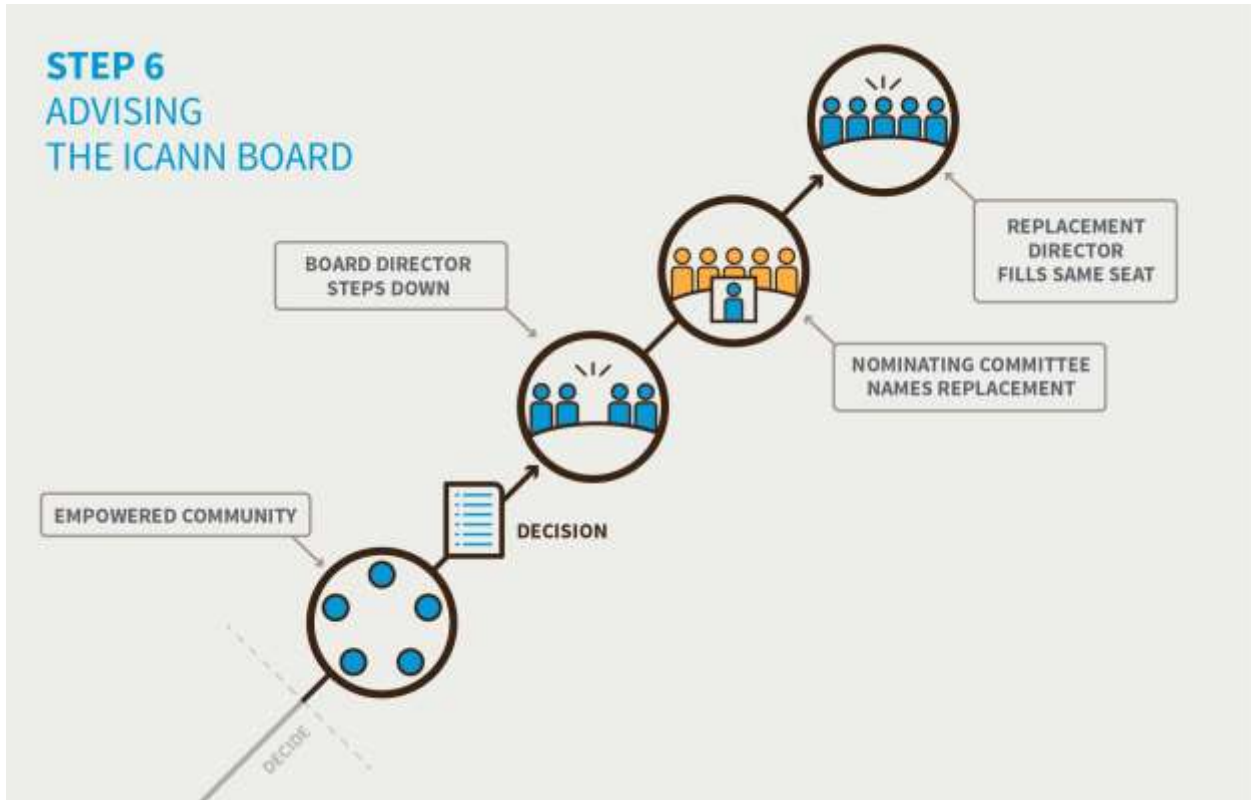 STEP 6
ADVISING
THE ICANN BOARD
REPLACEMENT
DIRECTOR
FILLS SAME SEAT
BOARD DIRECTOR
STEPS DOWN
NOMINATING COMMITTEE
NAMES REPLACEMENT
EMPOWERED COMMUNITY
DECISION
DECIDE